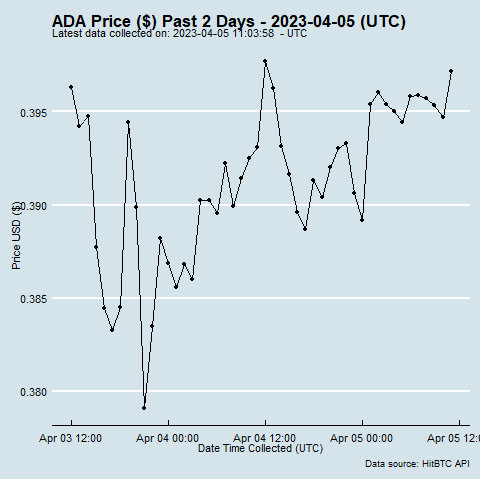 ADA Price ($) Past 2 Days - 2023-04-05 (UTC)
Latest data collected on: 2023-04-05 11:03:58 - UTC
0.395
0.390
0.385
0.380
Price USD ($)
Apr 03 12:00
Apr 04 00:00
Apr 04 12:00
Apr 05 00:00
Apr 05 12:
Date Time Collected (UTC)
Data source: HitBTC API